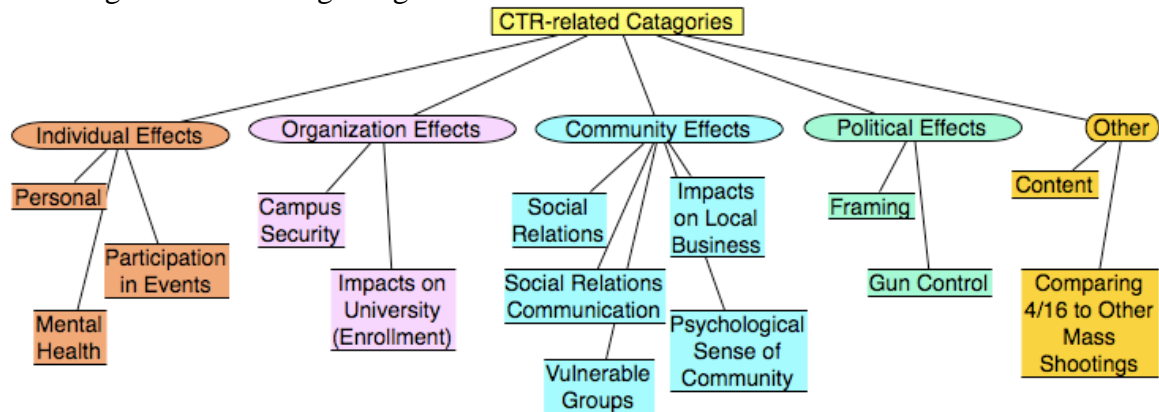 CTR-related Catagories
Individual Effects
Organization Effects
Community Effects
Political Effects
Other
Personal
Participation
in Events
Mental
Health
Campus
Security
Impacts on
University
(Enrollment)
Social
Relations
Impacts
on Local
Business
Social Relations
Communication
Psychological
Sense of
Community
Vulnerable
Groups
Framing
Gun Control
Content
Comparing
4/16 to Other
Mass
Shootings